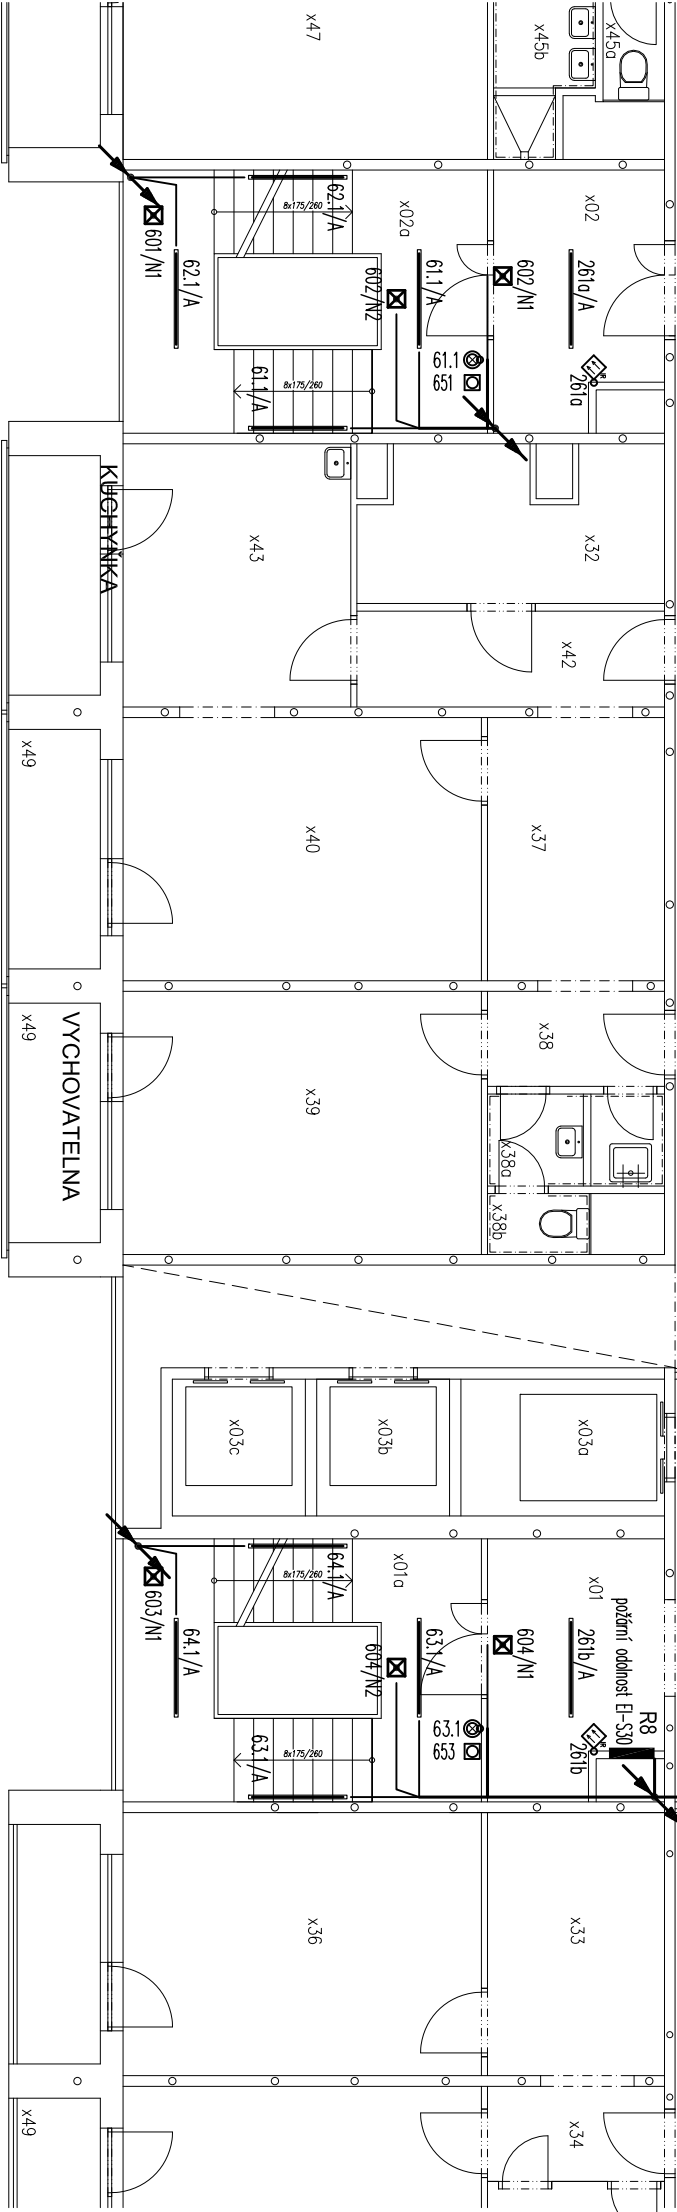 x47
x45b
x45a
62.1/A
8x175/260
x02a
x02
601/N1
62.1/A
602/N2
61.1/A
602/N1
261a/A
61.1
651
261a
61.1/A
8x175/260
KUCHYŇKA
x43
x32
x42
x49
x40
x37
x49
VYCHOVATELNA
x39
x38
x38a
x38b
x03c
x03b
x03a
64.1/A
8x175/260
x01a
x01
požární odolnost EI-S30
603/N1
64.1/A
604/N2
63.1/A
604/N1
261b/A
R8
63.1
653
261b
63.1/A
8x175/260
x36
x33
x49
x34